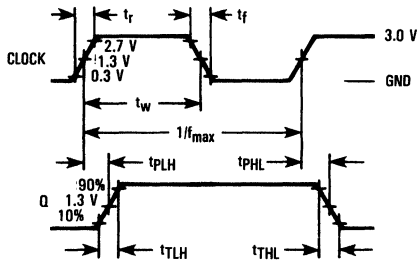 tr
tf
2.7 V
3.0 V
CLOCK
1.3 V
0.3 V
GND
tw
1/fmax
tPLH
tPHL
90%
Q
1.3 V
10%
tTLH
tTHL